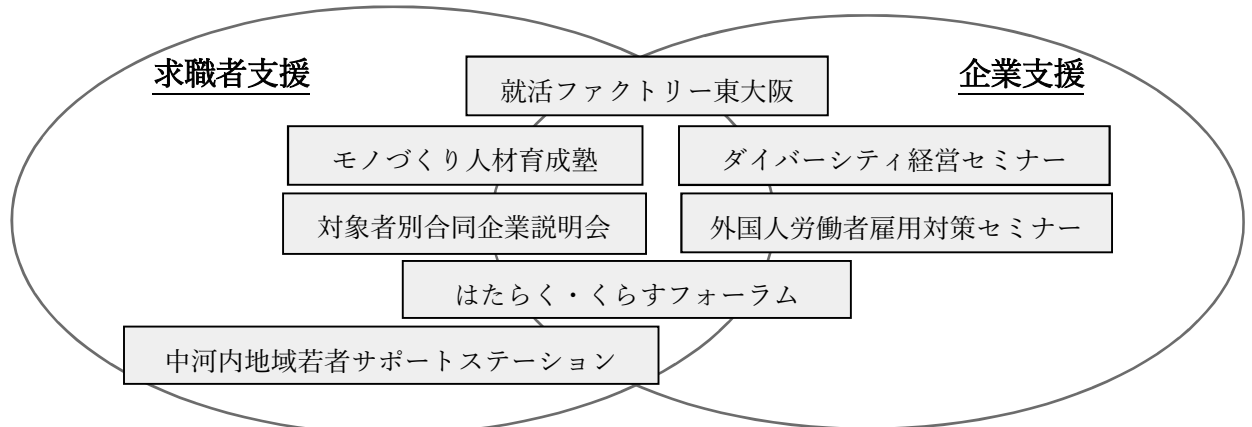 求職者支援
企業支援
就活ファクトリー東大阪
モノづくり人材育成塾
ダイバーシティ経営セミナー
対象者別合同企業説明会
外国人労働者雇用対策セミナー
はたらく・くらすフォーラム
中河内地域若者サポートステーション